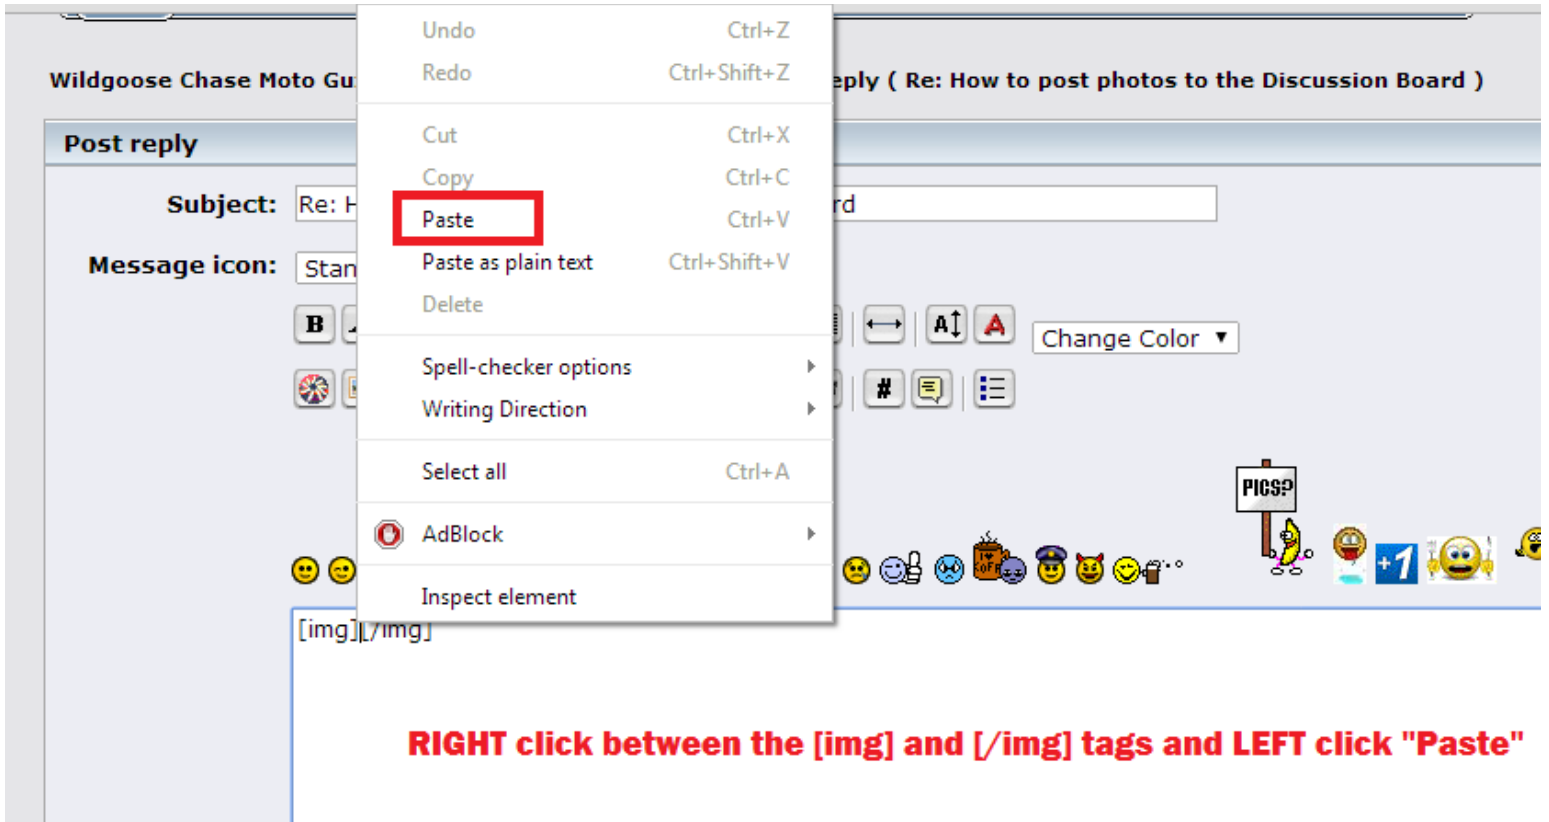 Undo Ctrl+Z
Wildgoose Chase Moto Gu Redo Ctrl+Shift+Z eply ( Re: How to post photos to the Discussion Board )
Post reply Cut Ctrl+X
Copy Ctrl+C
Subject: Re: H Paste Ctrl+V rd
Message icon: Stan Paste as plain text Ctrl+Shift+V
Delete
B A Change Color
Spell-checker options
# Writing Direction
Select all Ctrl+A
PICS?
AdBlock
+1
Inspect element
[img][/img]
RIGHT click between the [img] and [/img] tags and LEFT click "Paste"